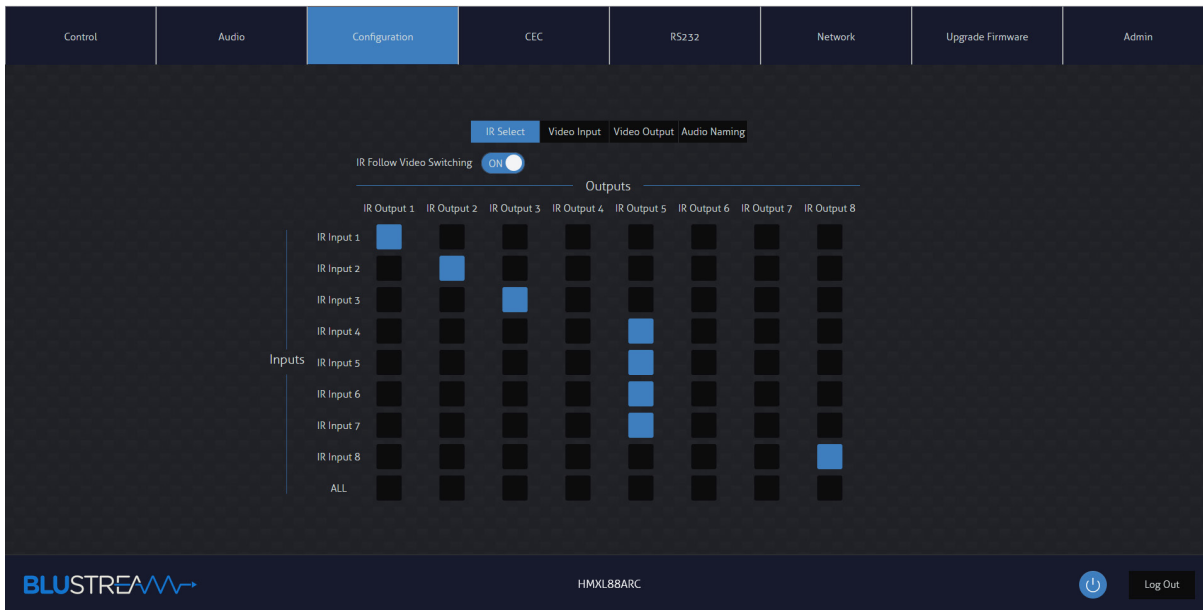 Control Audio Configuration CEC RS232 Network Upgrade Firmware Admin
IR Select Video Input Video Output Audio Naming
IR Follow Video Switching ON
Outputs
IR Output 1 IR Output 2 IR Output 3 IR Output 4 IR Output 5 IR Output 6 IR Output 7 IR Output 8
IR Input 1
IR Input 2
IR Input 3
IR Input 4
Inputs IR Input 5
IR Input 6
IR Input 7
IR Input 8
ALL
BLUSTREAM HMXL88ARC Log Out